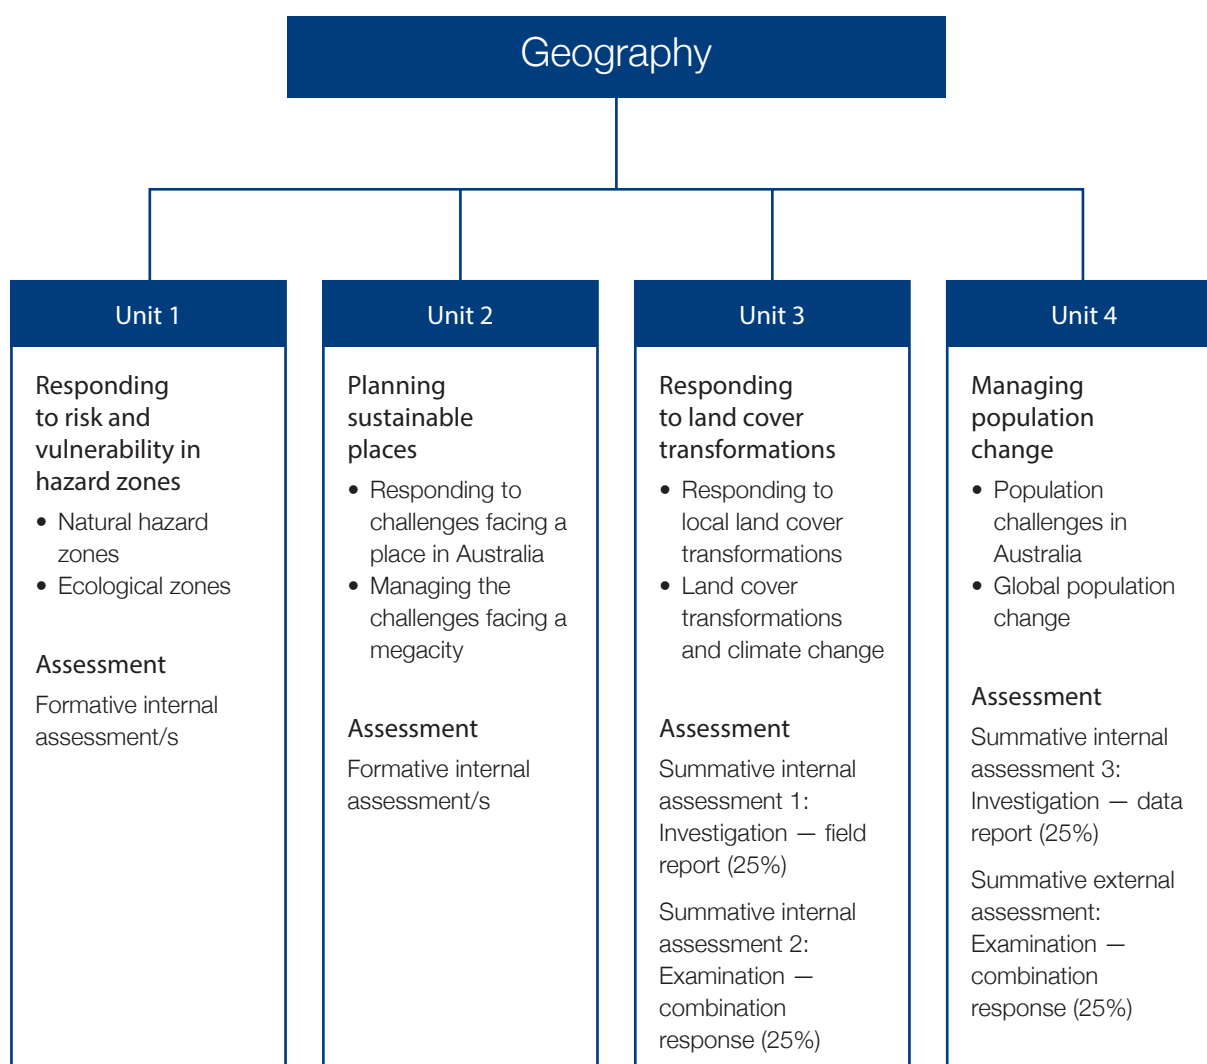 Geography
Unit 1
Responding
to risk and
vulnerability in
hazard zones
• Natural hazard
zones
• Ecological zones
Assessment
Formative internal
assessment/s
Unit 2
Planning
sustainable
places
• Responding to
challenges facing a
place in Australia
• Managing the
challenges facing a
megacity
Assessment
Formative internal
assessment/s
Unit 3
Responding
to land cover
transformations
• Responding to
local land cover
transformations
• Land cover
transformations
and climate change
Assessment
Summative internal
assessment 1:
Investigation — field
report (25%)
Summative internal
assessment 2:
Examination —
combination
response (25%)
Unit 4
Managing
population
change
• Population
challenges in
Australia
• Global population
change
Assessment
Summative internal
assessment 3:
Investigation — data
report (25%)
Summative external
assessment:
Examination —
combination
response (25%)